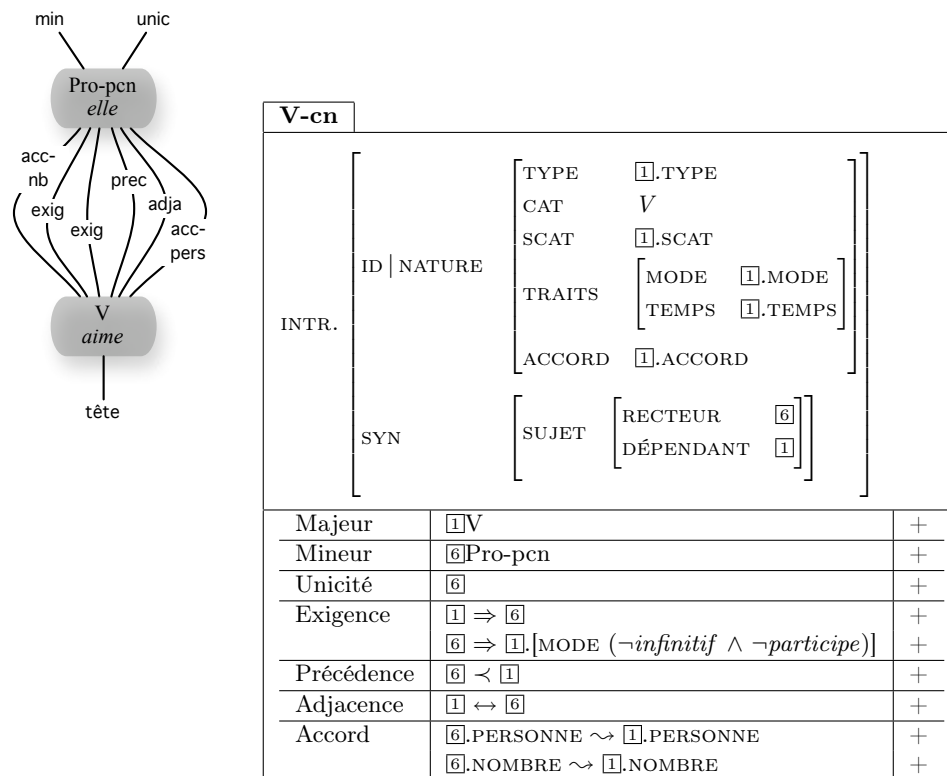 min unic
Pro-pcn
elle
acc-
nb
prec
exig
adja
exig
acc-
pers
V
aime
tête
V-cn
INTR.
ID | NATURE
TYPE 1.TYPE
CAT V
SCAT 1.SCAT
TRAITS
MODE 1.MODE
TEMPS 1.TEMPS
ACCORD 1.ACCORD
SYN
SUJET
RECTEUR 6
DÉPENDANT 1
Majeur 1V +
Mineur 6Pro-pcn +
Unicité 6 +
Exigence 1 ⇒ 6 +
6 ⇒ 1.[MODE (¬infinitif ∧ ¬participe)] +
Précédence 6 ≺ 1 +
Adjacence 1 ↔ 6 +
Accord 6.PERSONNE ⇝ 1.PERSONNE +
6.NOMBRE ⇝ 1.NOMBRE +